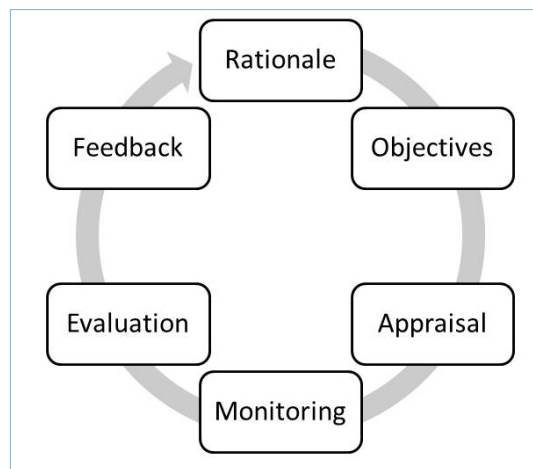 Rationale
Objectives
Appraisal
Monitoring
Evaluation
Feedback